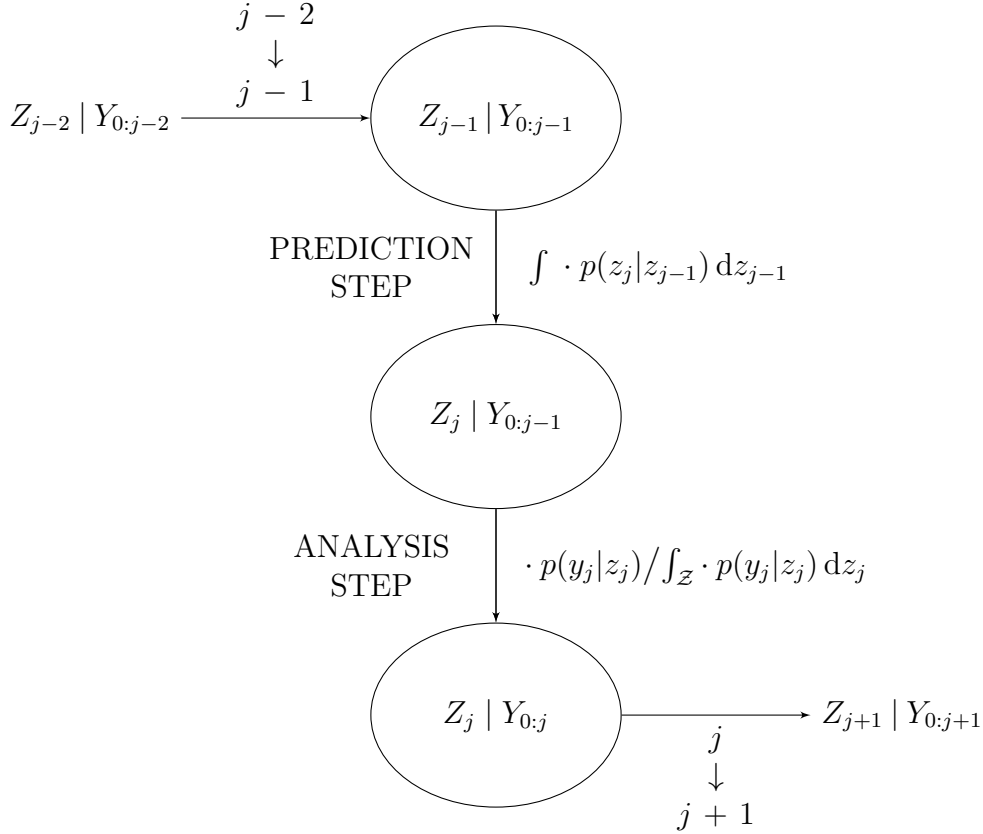 j − 2
↓
j − 1
Z_{j−2} | Y_{0:j−2}
Z_{j−1} | Y_{0:j−1}
PREDICTION
STEP
∫ · p(z_j|z_{j−1}) dz_{j−1}
Z_j | Y_{0:j−1}
ANALYSIS
STEP
· p(y_j|z_j)/∫_𝒵 · p(y_j|z_j) dz_j
Z_j | Y_{0:j}
Z_{j+1} | Y_{0:j+1}
j
↓
j + 1